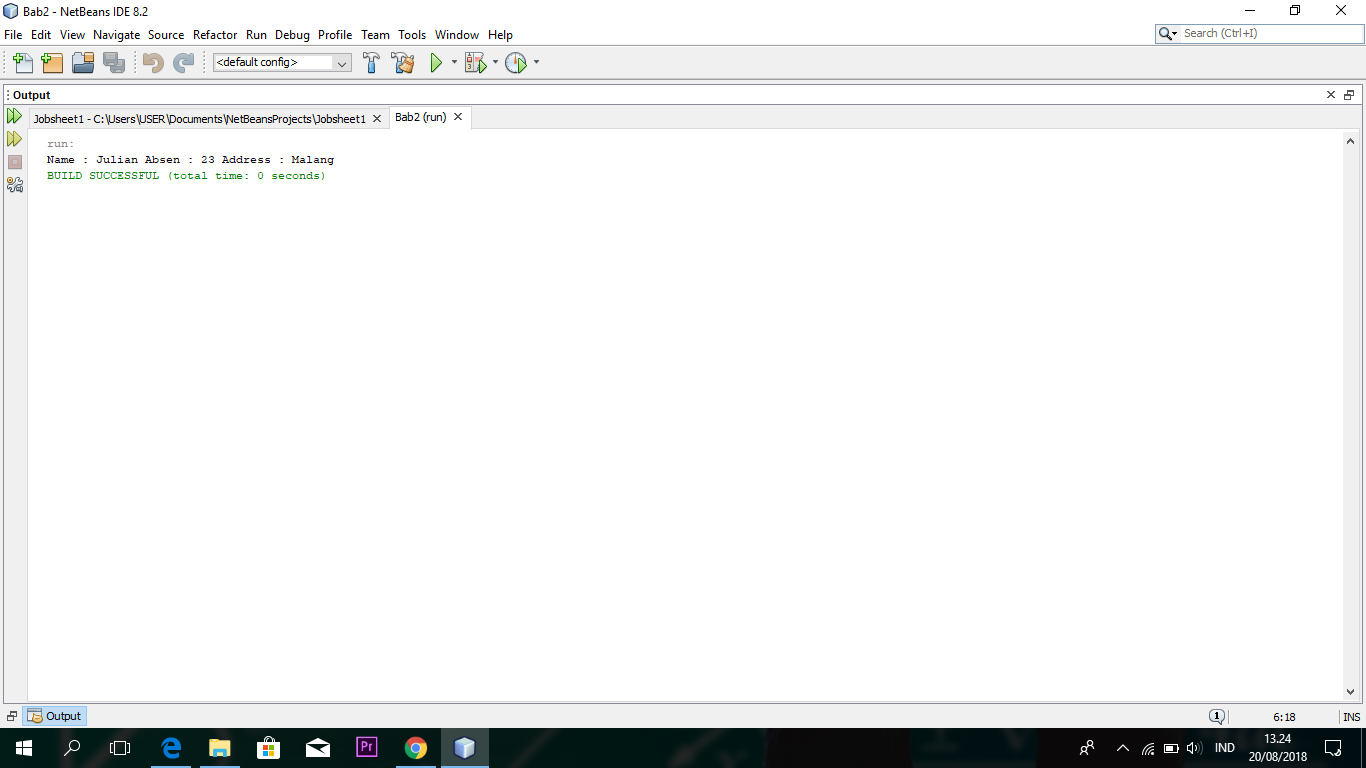 Bab2 - NetBeans IDE 8.2
File Edit View Navigate Source Refactor Run Debug Profile Team Tools Window Help
Search (Ctrl+I)
<default config>
Output
Jobsheet1 - C:\Users\USER\Documents\NetBeansProjects\Jobsheet1
Bab2 (run)
run:
Name : Julian Absen : 23 Address : Malang
BUILD SUCCESSFUL (total time: 0 seconds)
Output
1
6:18
INS
Pr
IND
13.24
20/08/2018